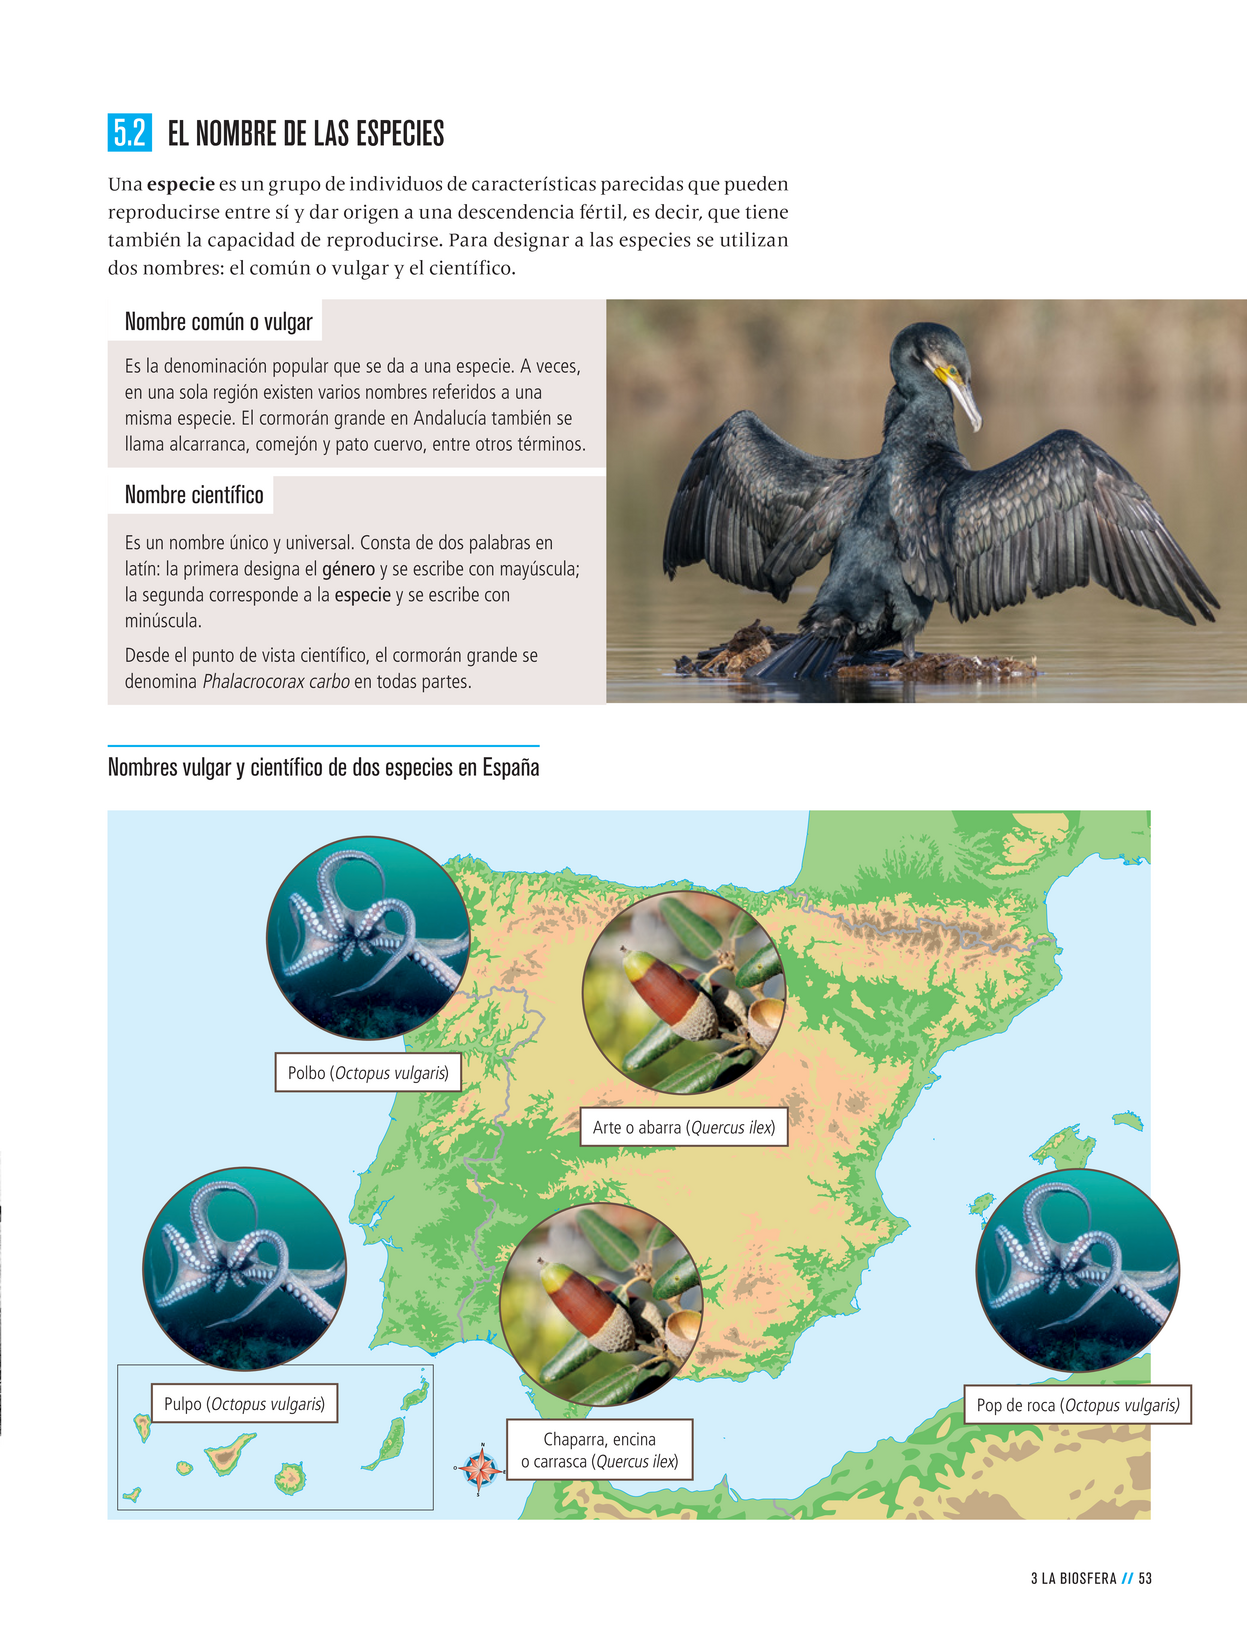 5.2 EL NOMBRE DE LAS ESPECIES
Una especie es un grupo de individuos de características parecidas que pueden
reproducirse entre sí y dar origen a una descendencia fértil, es decir, que tiene
también la capacidad de reproducirse. Para designar a las especies se utilizan
dos nombres: el común o vulgar y el científico.
Nombre común o vulgar
Es la denominación popular que se da a una especie. A veces,
en una sola región existen varios nombres referidos a una
misma especie. El cormorán grande en Andalucía también se
llama alcarranca, comejón y pato cuervo, entre otros términos.
Nombre científico
Es un nombre único y universal. Consta de dos palabras en
latín: la primera designa el género y se escribe con mayúscula;
la segunda corresponde a la especie y se escribe con
minúscula.
Desde el punto de vista científico, el cormorán grande se
denomina Phalacrocorax carbo en todas partes.
Nombres vulgar y científico de dos especies en España
Polbo (Octopus vulgaris)
Arte o abarra (Quercus ilex)
Pulpo (Octopus vulgaris)
Pop de roca (Octopus vulgaris)
Chaparra, encina
o carrasca (Quercus ilex)
N
O
E
S
3 LA BIOSFERA // 53